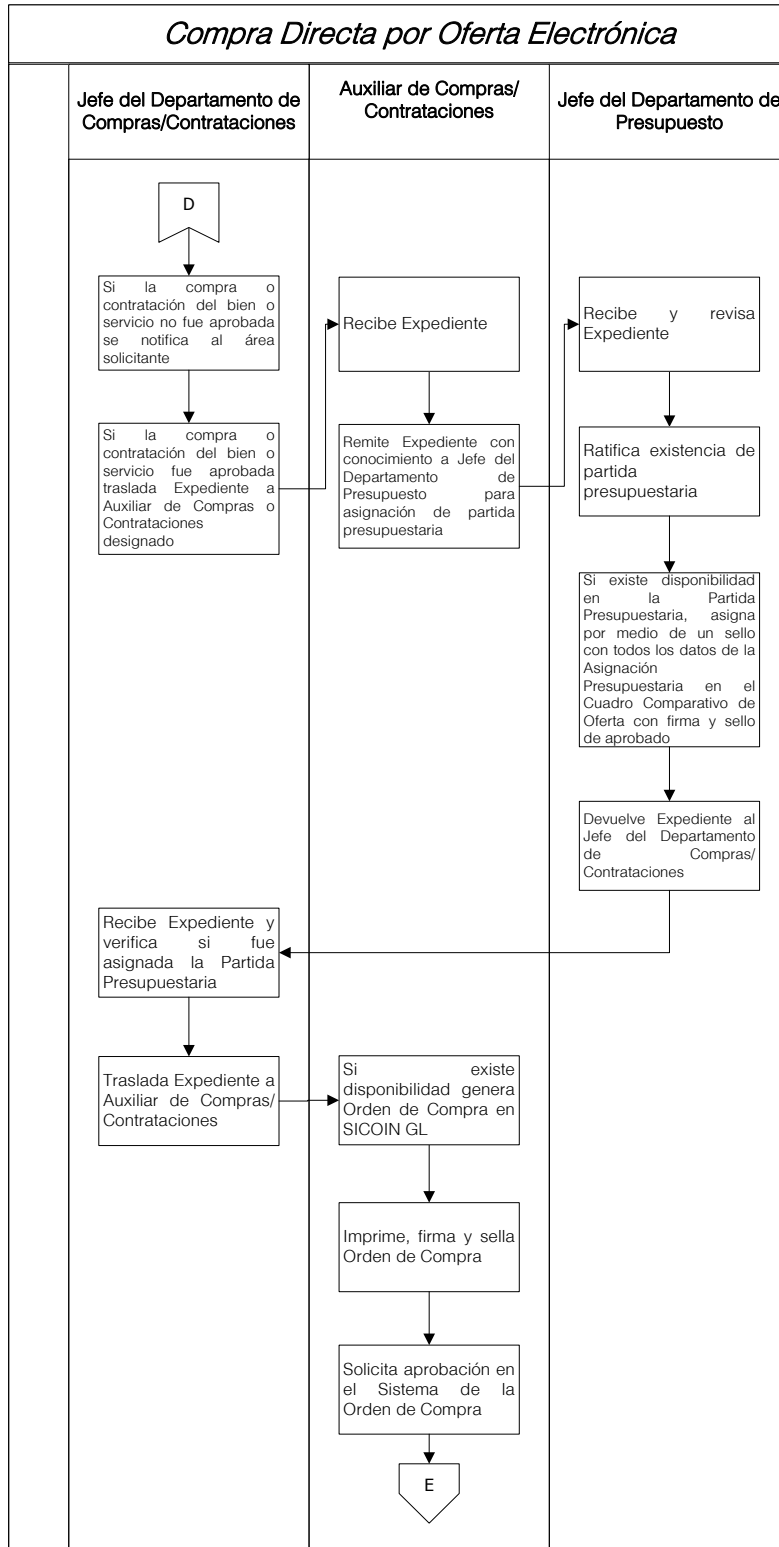 Compra Directa por Oferta Electrónica
Jefe del Departamento de
Compras/Contrataciones
Auxiliar de Compras/
Contrataciones
Jefe del Departamento de
Presupuesto
D
Si la compra o
contratación del bien o
servicio no fue aprobada
se notifica al área
solicitante
Si la compra o
contratación del bien o
servicio fue aprobada
traslada Expediente a
Auxiliar de Compras o
Contrataciones
designado
Recibe Expediente
Remite Expediente con
conocimiento a Jefe del
Departamento de
Presupuesto para
asignación de partida
presupuestaria
Recibe y revisa
Expediente
Ratifica existencia de
partida
presupuestaria
Si existe disponibilidad
en la Partida
Presupuestaria, asigna
por medio de un sello
con todos los datos de la
Asignación
Presupuestaria en el
Cuadro Comparativo de
Oferta con firma y sello
de aprobado
Devuelve Expediente al
Jefe del Departamento
de Compras/
Contrataciones
Recibe Expediente y
verifica si fue
asignada la Partida
Presupuestaria
Traslada Expediente a
Auxiliar de Compras/
Contrataciones
Si existe
disponibilidad genera
Orden de Compra en
SICOIN GL
Imprime, firma y sella
Orden de Compra
Solicita aprobación en
el Sistema de la
Orden de Compra
E